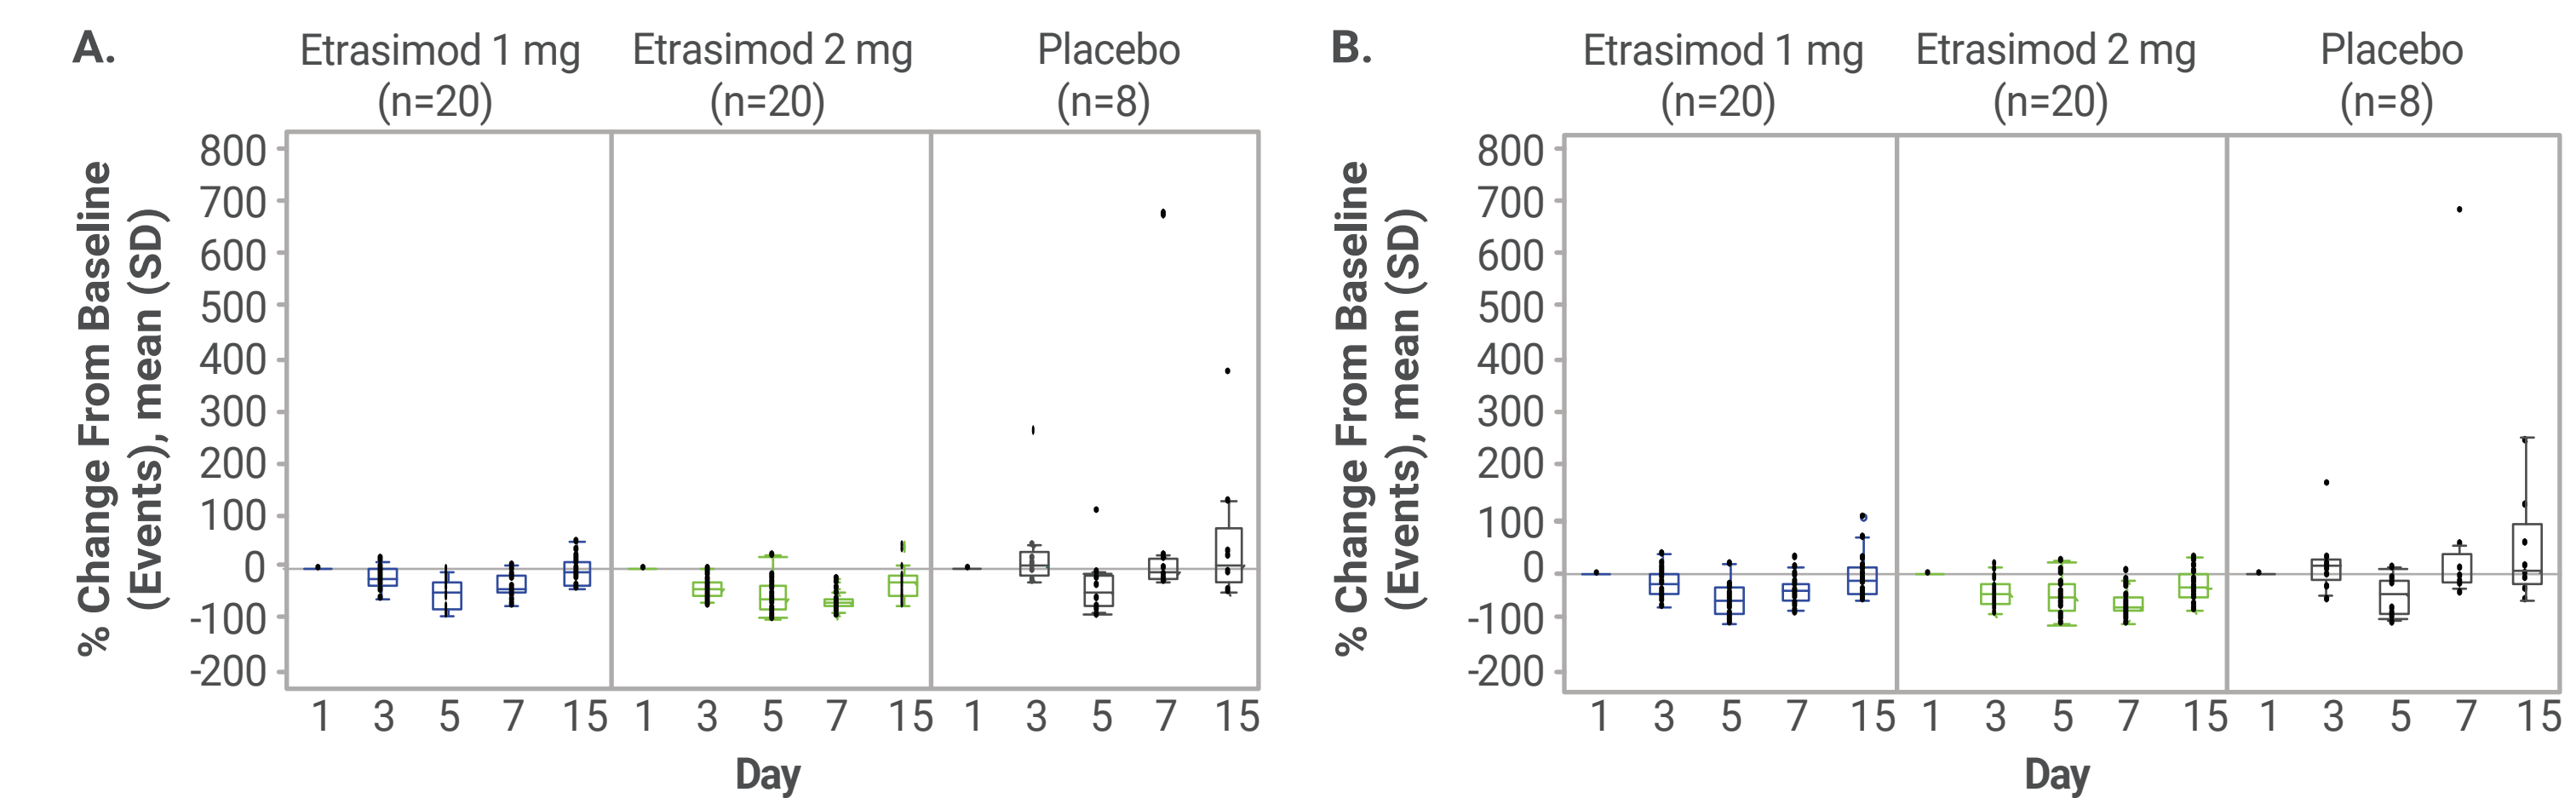 A.
Etrasimod 1 mg
(n=20)
Etrasimod 2 mg
(n=20)
Placebo
(n=8)
% Change From Baseline
(Events), mean (SD)
800
700
600
500
400
300
200
100
0
-100
-200
1 3 5 7 15 1 3 5 7 15 1 3 5 7 15
Day
B.
Etrasimod 1 mg
(n=20)
Etrasimod 2 mg
(n=20)
Placebo
(n=8)
% Change From Baseline
(Events), mean (SD)
800
700
600
500
400
300
200
100
0
-100
-200
1 3 5 7 15 1 3 5 7 15 1 3 5 7 15
Day